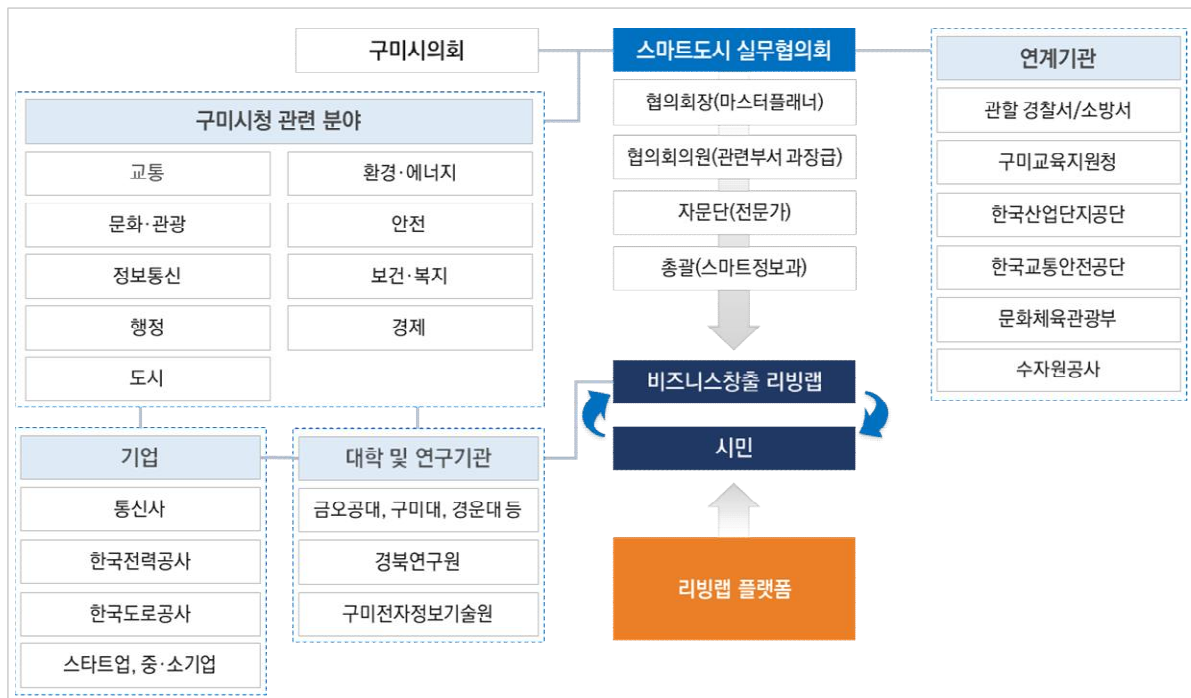 구미시의회
스마트도시 실무협의회
협의회장(마스터플래너)
협의회의원(관련부서 과장급)
자문단(전문가)
총괄(스마트정보과)
연계기관
관할 경찰서/소방서
구미교육지원청
한국산업단지공단
한국교통안전공단
문화체육관광부
수자원공사
구미시청 관련 분야
교통
환경·에너지
문화·관광
안전
정보통신
보건·복지
행정
경제
도시
비즈니스창출 리빙랩
시민
리빙랩 플랫폼
기업
통신사
한국전력공사
한국도로공사
스타트업, 중·소기업
대학 및 연구기관
금오공대, 구미대, 경운대 등
경북연구원
구미전자정보기술원